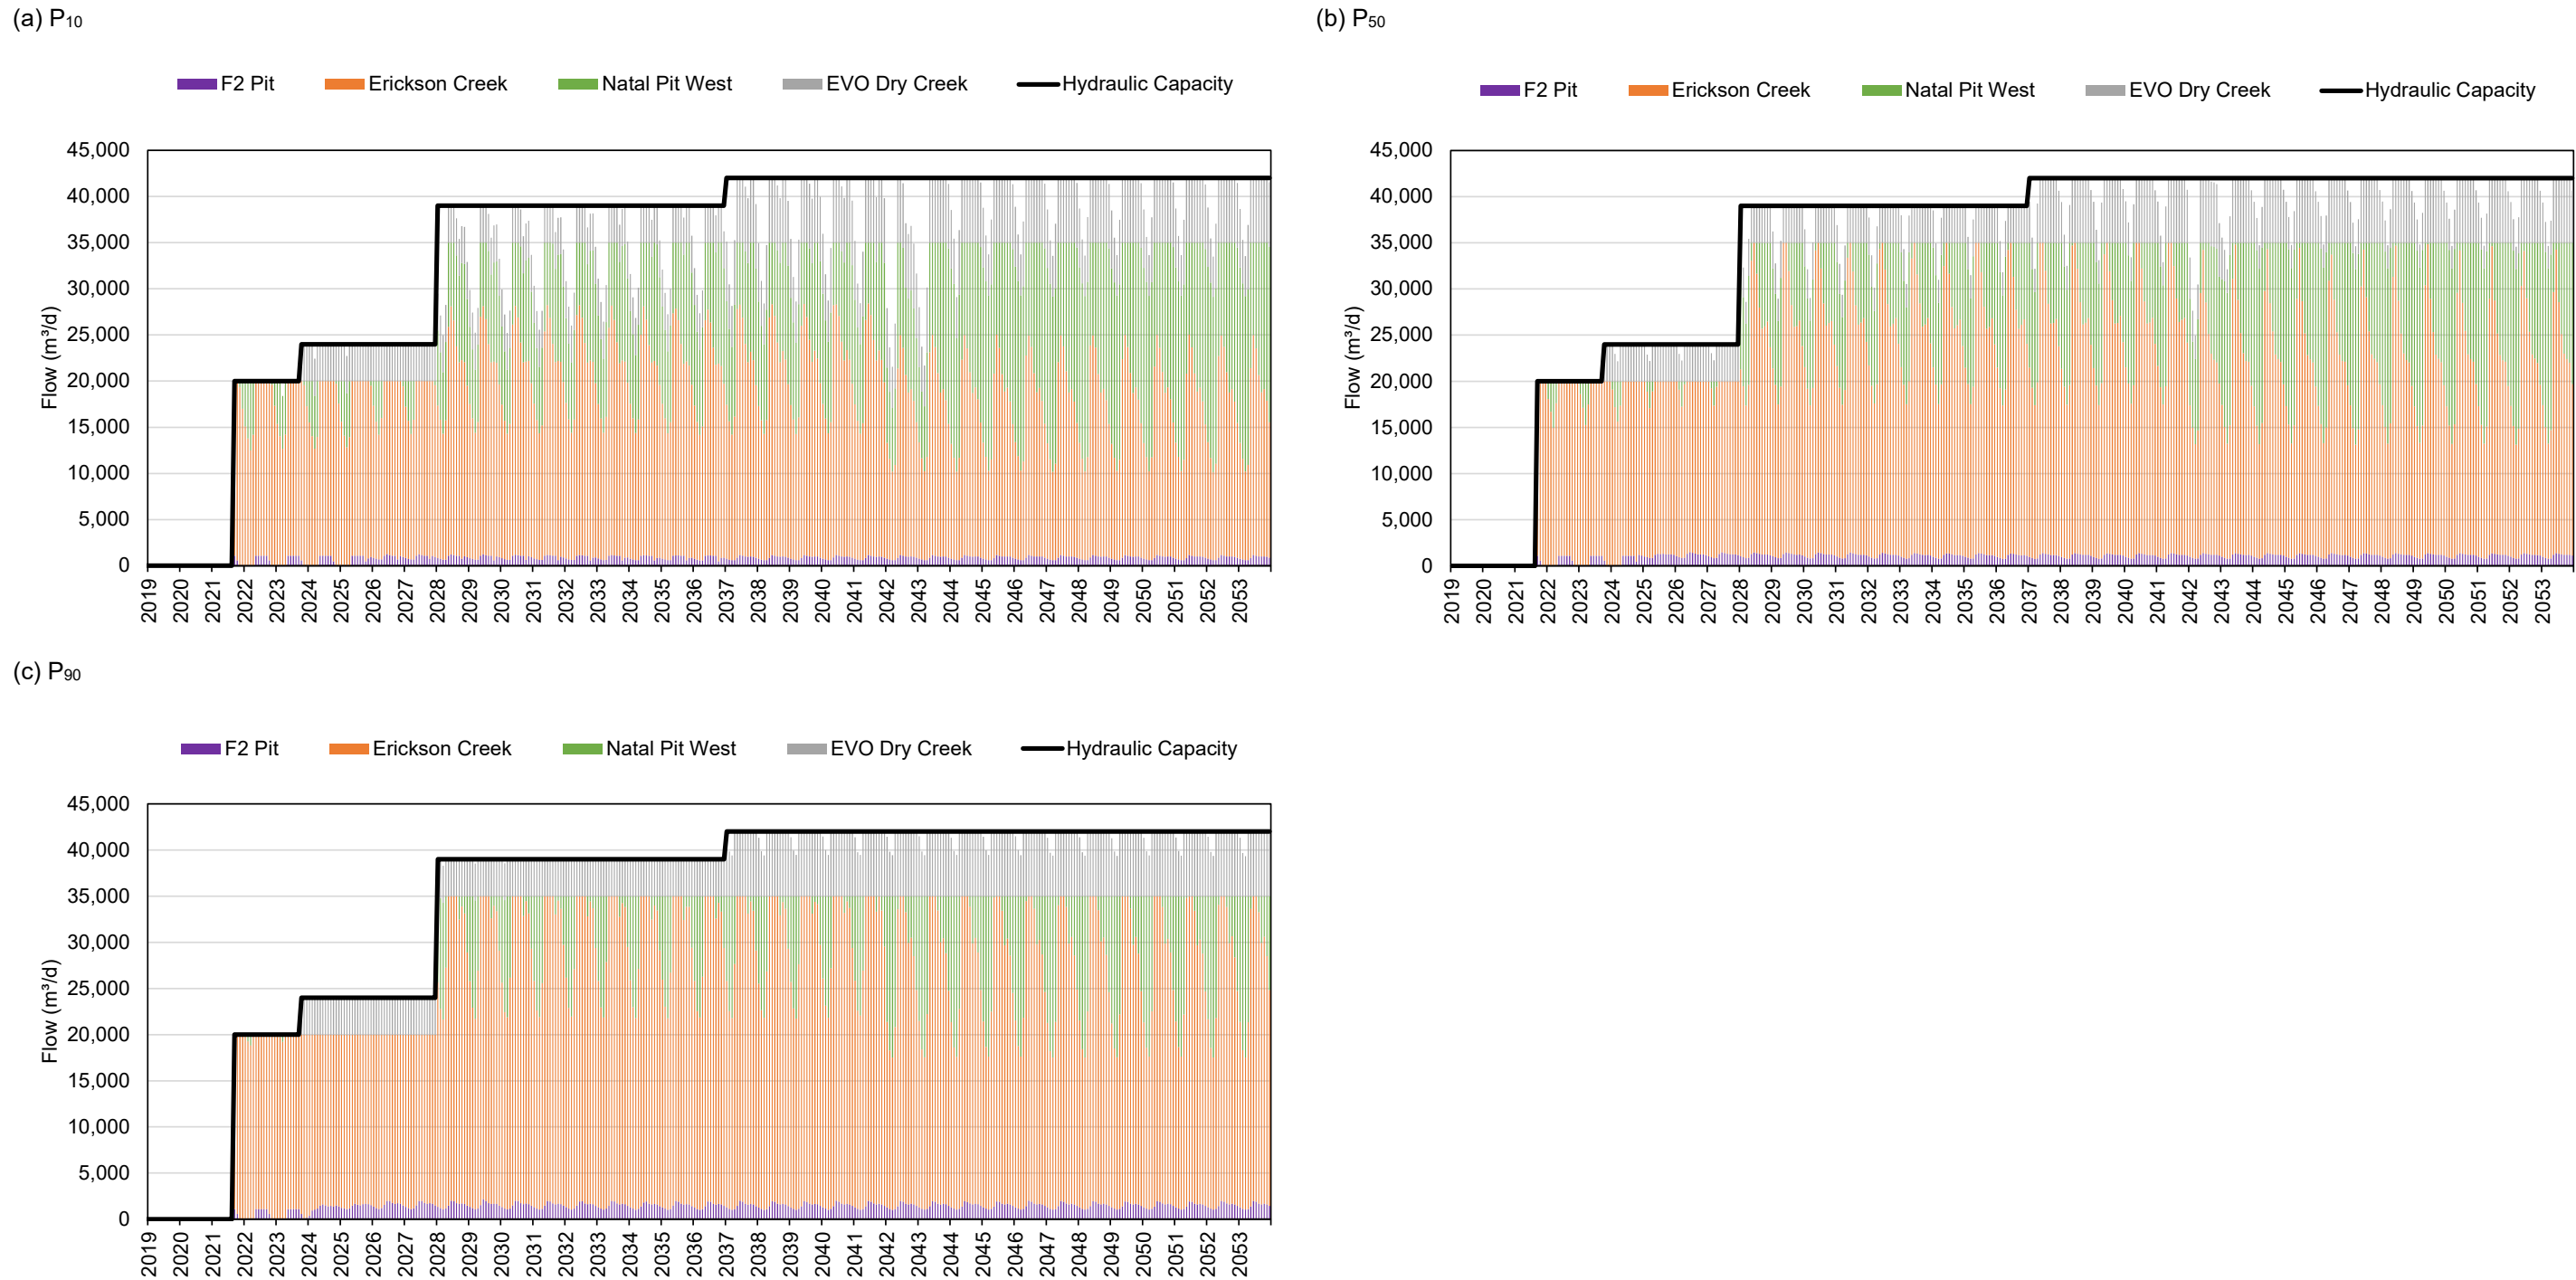 (a) P10
F2 Pit Erickson Creek Natal Pit West EVO Dry Creek Hydraulic Capacity
45,000
40,000
35,000
30,000
25,000
20,000
15,000
10,000
5,000
0
Flow (m³/d)
2019 2020 2021 2022 2023 2024 2025 2026 2027 2028 2029 2030 2031 2032 2033 2034 2035 2036 2037 2038 2039 2040 2041 2042 2043 2044 2045 2046 2047 2048 2049 2050 2051 2052 2053
(b) P50
F2 Pit Erickson Creek Natal Pit West EVO Dry Creek Hydraulic Capacity
45,000
40,000
35,000
30,000
25,000
20,000
15,000
10,000
5,000
0
Flow (m³/d)
2019 2020 2021 2022 2023 2024 2025 2026 2027 2028 2029 2030 2031 2032 2033 2034 2035 2036 2037 2038 2039 2040 2041 2042 2043 2044 2045 2046 2047 2048 2049 2050 2051 2052 2053
(c) P90
F2 Pit Erickson Creek Natal Pit West EVO Dry Creek Hydraulic Capacity
45,000
40,000
35,000
30,000
25,000
20,000
15,000
10,000
5,000
0
Flow (m³/d)
2019 2020 2021 2022 2023 2024 2025 2026 2027 2028 2029 2030 2031 2032 2033 2034 2035 2036 2037 2038 2039 2040 2041 2042 2043 2044 2045 2046 2047 2048 2049 2050 2051 2052 2053